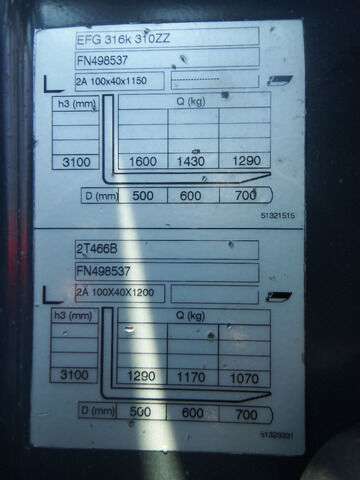 EFG 316k 310ZZ
FN498537
2A 100x40x1150
h3 (mm) Q (kg)
3100 1600 1430 1290
D (mm) 500 600 700
51321515
2T466B
FN498537
2A 100X40X1200
h3 (mm) Q (kg)
3100 1290 1170 1070
D (mm) 500 600 700